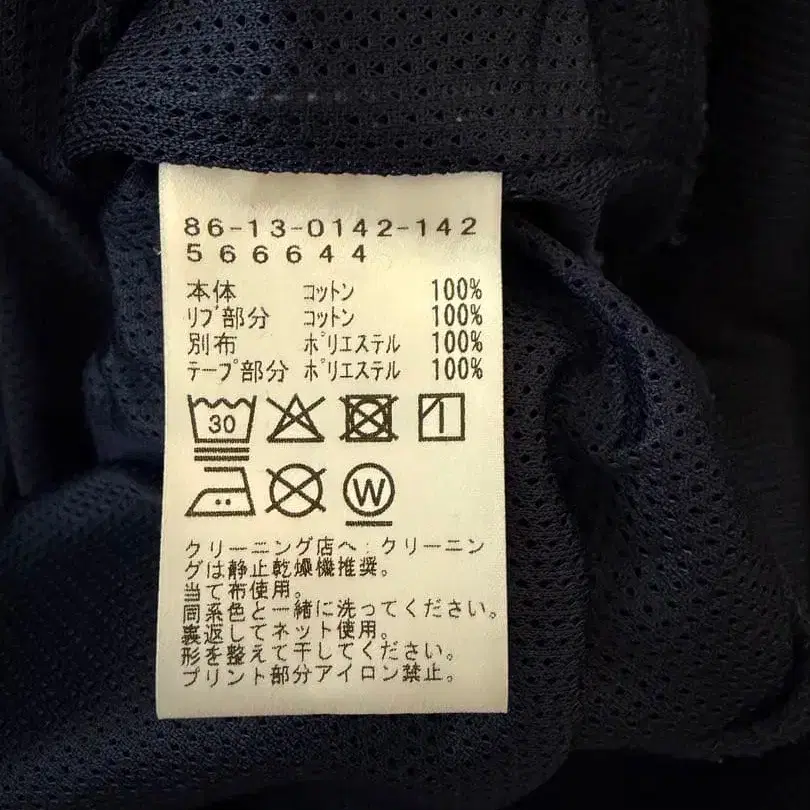 86-13-0142-142
566644
本体 コットン 100%
リブ部分 コットン 100%
別布 ポリエステル 100%
テープ部分 ポリエステル 100%
30
W
クリーニング店へ:クリーニン
グは静止乾燥機推奨。
当て布使用。
同系色と一緒に洗ってください。
裏返してネット使用。
形を整えて干してください。
プリント部分アイロン禁止。